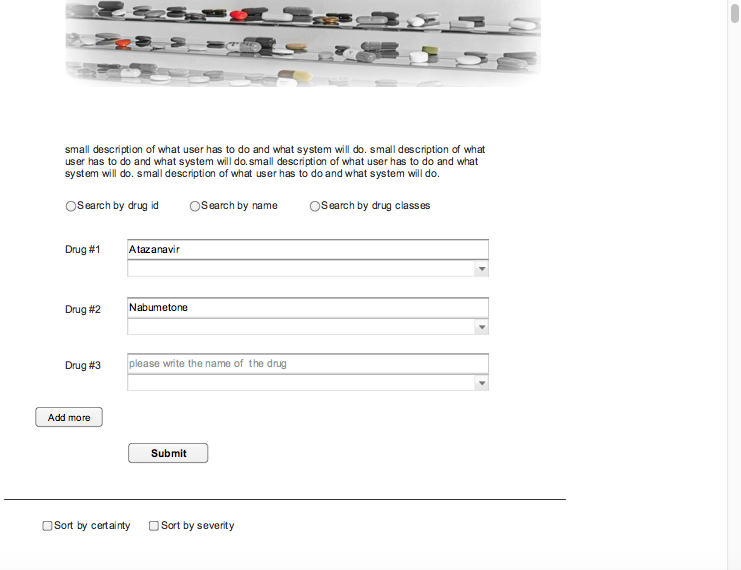 small description of what user has to do and what system will do. small description of what
user has to do and what system will do.small description of what user has to do and what
system will do. small description of what user has to do and what system will do.
Search by drug id Search by name Search by drug classes
Drug #1 Atazanavir
Drug #2 Nabumetone
Drug #3 please write the name of the drug
Add more
Submit
Sort by certainty Sort by severity